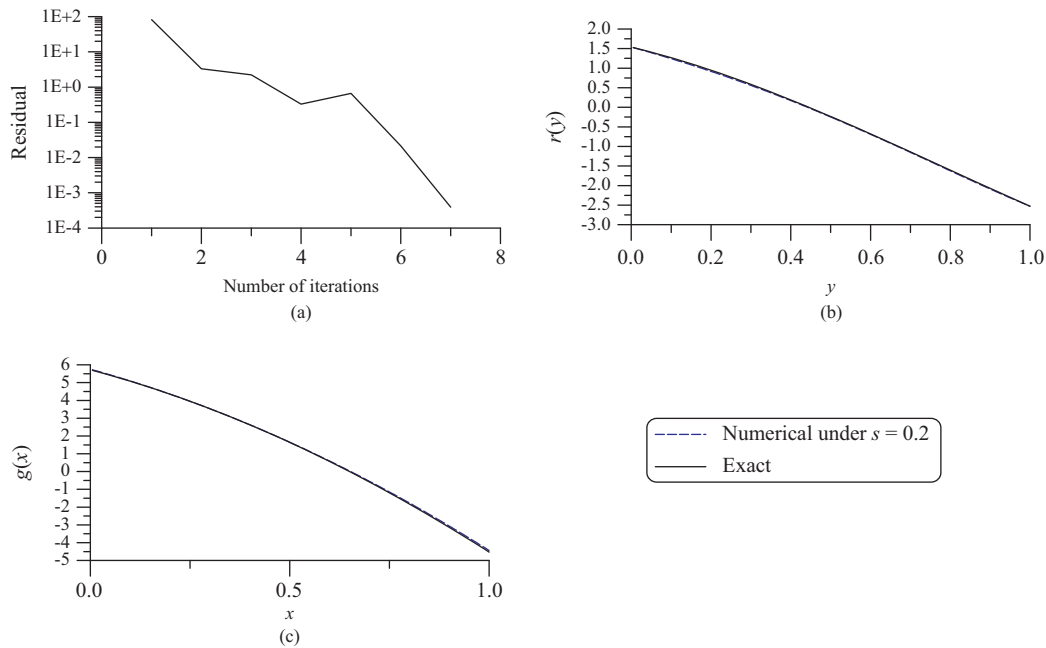 1E+2
1E+1
1E+0
1E-1
1E-2
1E-3
1E-4
Residual
0 2 4 6 8
Number of iterations
(a)
2.0
1.5
1.0
0.5
0.0
-0.5
-1.0
-1.5
-2.0
-2.5
-3.0
r(y)
0.0 0.2 0.4 0.6 0.8 1.0
y
(b)
6
5
4
3
2
1
0
-1
-2
-3
-4
-5
g(x)
0.0 0.5 1.0
x
(c)
Numerical under s = 0.2
Exact